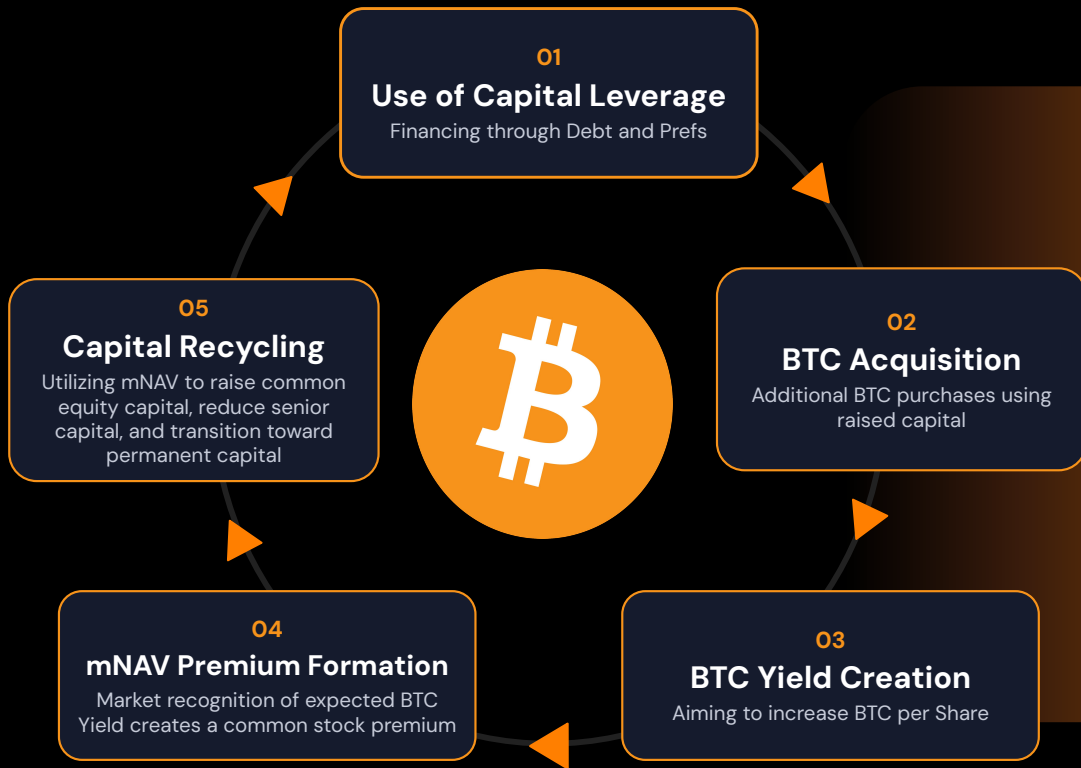 01
Use of Capital Leverage
Financing through Debt and Prefs
02
BTC Acquisition
Additional BTC purchases using
raised capital
03
BTC Yield Creation
Aiming to increase BTC per Share
04
mNAV Premium Formation
Market recognition of expected BTC
Yield creates a common stock premium
05
Capital Recycling
Utilizing mNAV to raise common
equity capital, reduce senior
capital, and transition toward
permanent capital